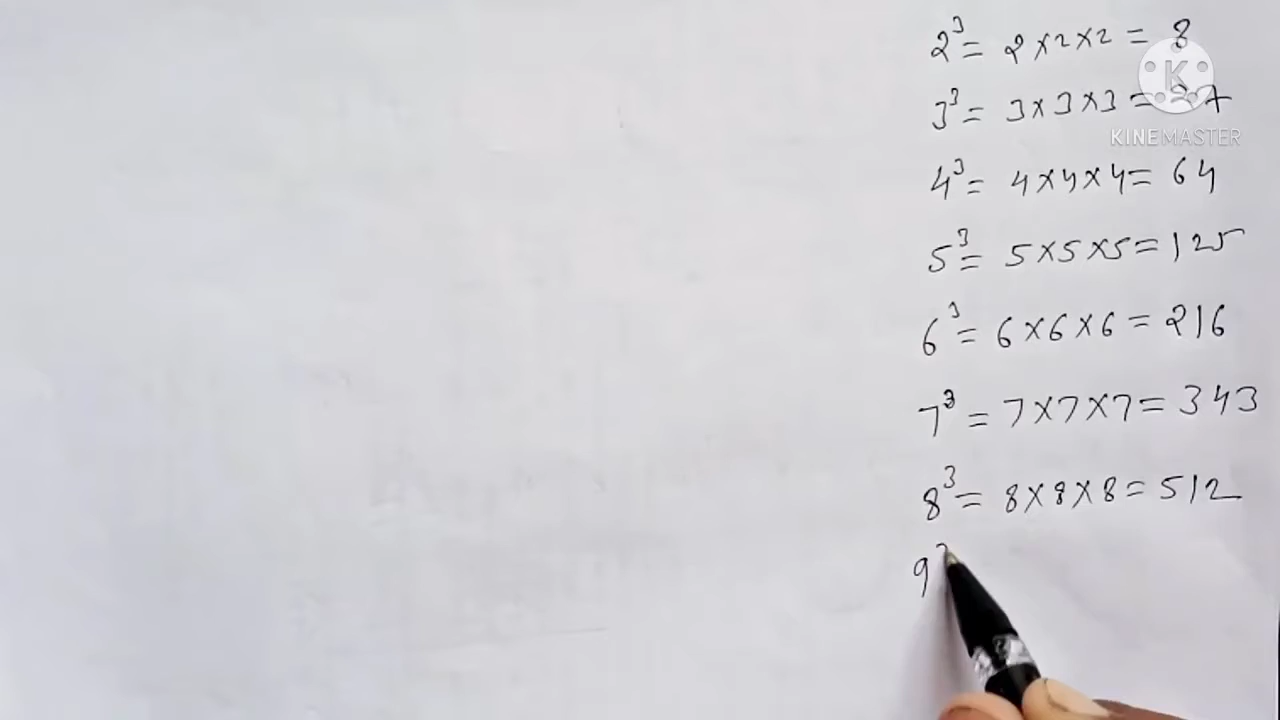 2³ = 2 × 2 × 2 = 8
3³ = 3 × 3 × 3 = 27
KINEMASTER
4³ = 4 × 4 × 4 = 64
5³ = 5 × 5 × 5 = 125
6³ = 6 × 6 × 6 = 216
7³ = 7 × 7 × 7 = 343
8³ = 8 × 8 × 8 = 512
9